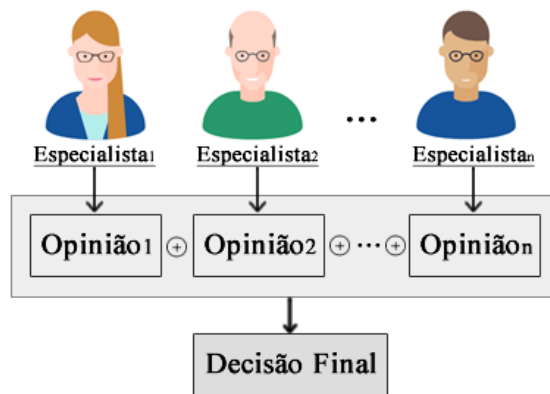 ...
Especialista1 Especialista2 Especialistan
Opinião1 + Opinião2 + ... + Opiniãon
Decisão Final